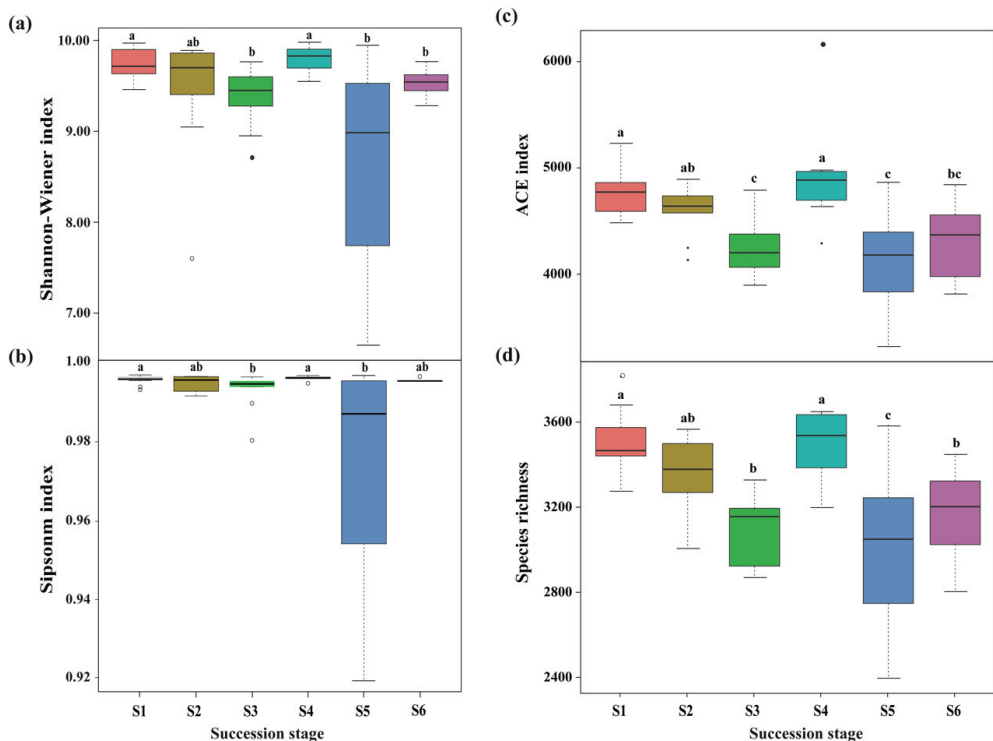 (a)
Shannon-Wiener index
10.00
9.00
8.00
7.00
a ab b a b b
(b)
Sipsonm index
1.00
0.98
0.96
0.94
0.92
a ab b a b ab
S1 S2 S3 S4 S5 S6
Succession stage
(c)
ACE index
6000
5000
4000
a ab c a c bc
(d)
Species richness
3600
3200
2800
2400
a ab b a c b
S1 S2 S3 S4 S5 S6
Succession stage